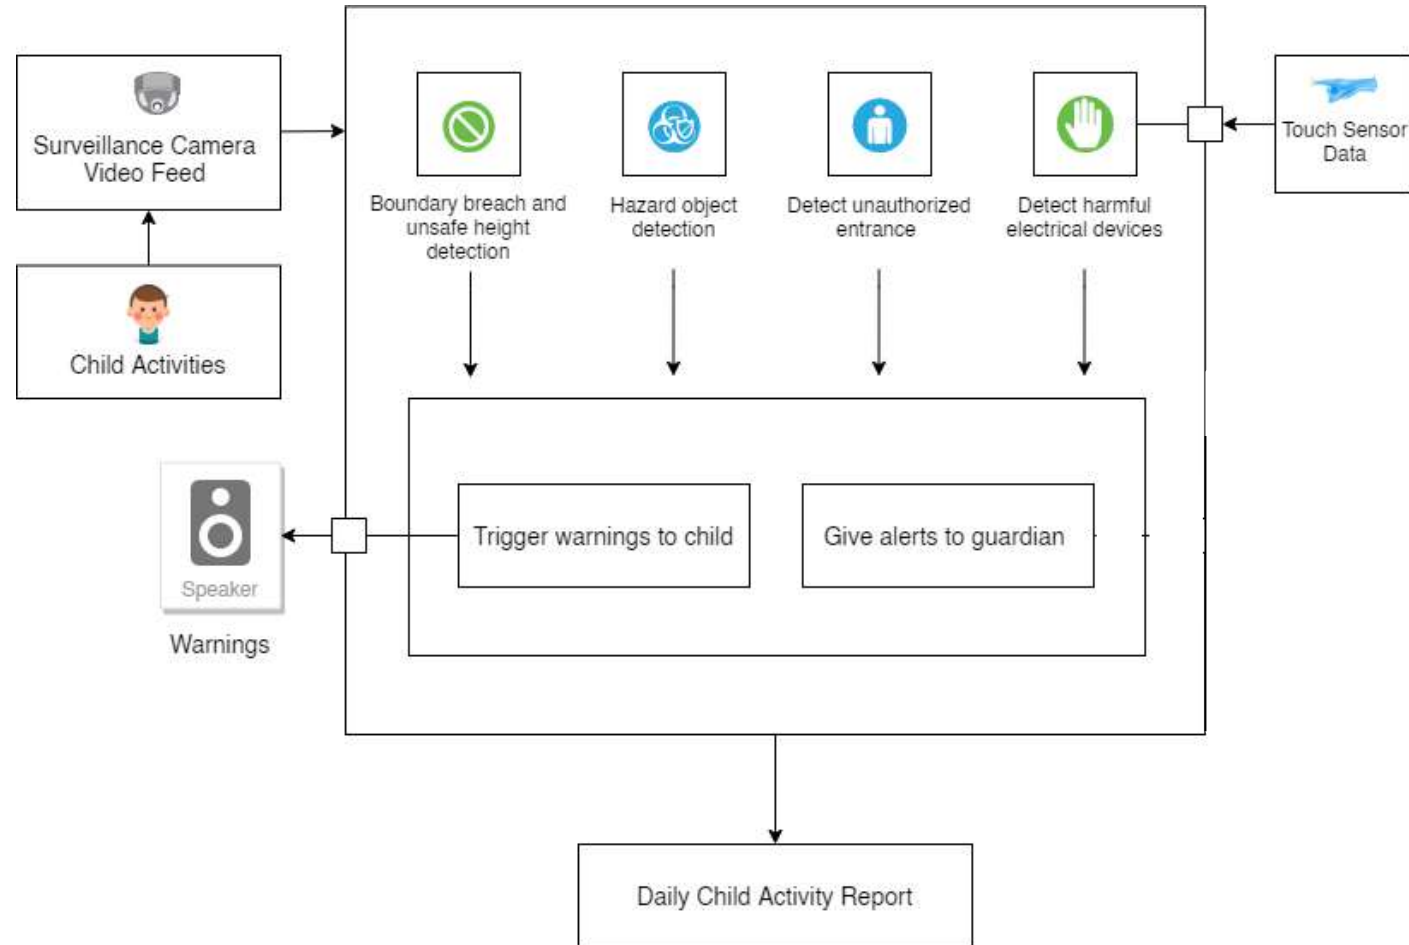 Surveillance Camera
Video Feed
Child Activities
Boundary breach and
unsafe height
detection
Hazard object
detection
Detect unauthorized
entrance
Detect harmful
electrical devices
Touch Sensor
Data
Trigger warnings to child
Give alerts to guardian
Speaker
Warnings
Daily Child Activity Report